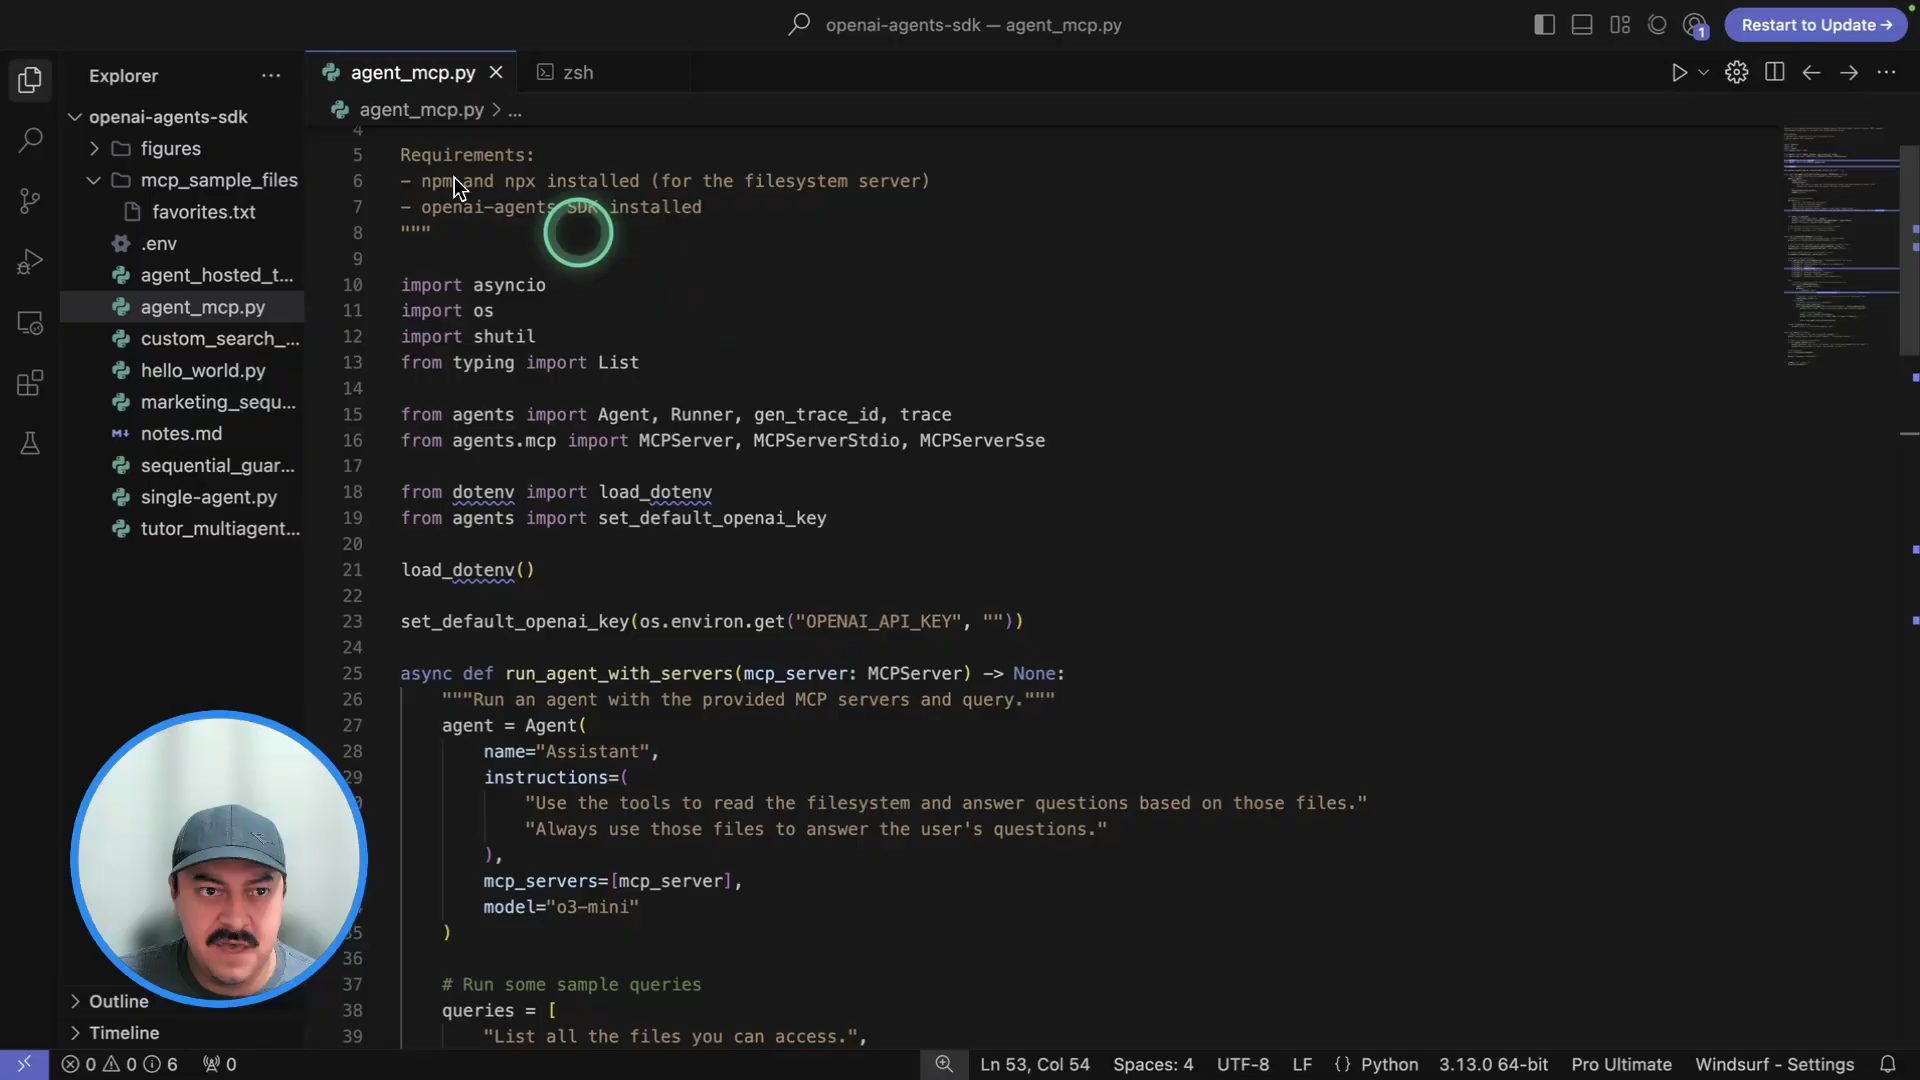 openai-agents-sdk — agent_mcp.py
1
Restart to Update →
Explorer
agent_mcp.py
zsh
openai-agents-sdk
figures
mcp_sample_files
favorites.txt
.env
agent_hosted_t...
agent_mcp.py
custom_search_...
hello_world.py
marketing_sequ...
notes.md
sequential_guar...
single-agent.py
tutor_multiagent...
Outline
Timeline
agent_mcp.py > ...
4
5 Requirements:
6 - npm and npx installed (for the filesystem server)
7 - openai-agents SDK installed
8 """
9
10 import asyncio
11 import os
12 import shutil
13 from typing import List
14
15 from agents import Agent, Runner, gen_trace_id, trace
16 from agents.mcp import MCPServer, MCPServerStdio, MCPServerSse
17
18 from dotenv import load_dotenv
19 from agents import set_default_openai_key
20
21 load_dotenv()
22
23 set_default_openai_key(os.environ.get("OPENAI_API_KEY", ""))
24
25 async def run_agent_with_servers(mcp_server: MCPServer) -> None:
26 """Run an agent with the provided MCP servers and query."""
27 agent = Agent(
28 name="Assistant",
29 instructions=(
"Use the tools to read the filesystem and answer questions based on those files."
"Always use those files to answer the user's questions."
),
mcp_servers=[mcp_server],
model="o3-mini"
35 )
36
37 # Run some sample queries
38 queries = [
39 "List all the files you can access.",
0 0 6 0
Ln 53, Col 54 Spaces: 4 UTF-8 LF {} Python 3.13.0 64-bit Pro Ultimate Windsurf - Settings